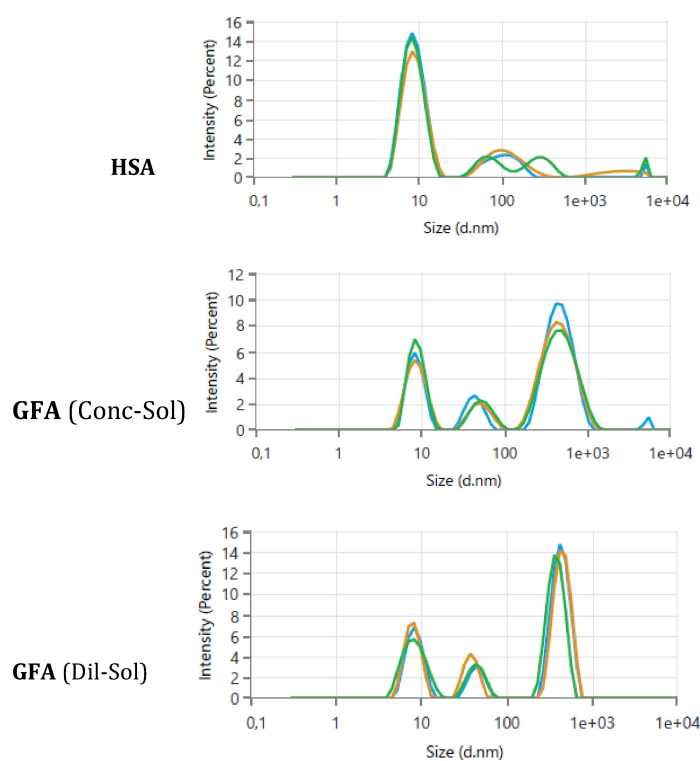 HSA
Intensity (Percent)
16
14
12
10
8
6
4
2
0
0,1 1 10 100 1e+03 1e+04
Size (d.nm)
GFA (Conc-Sol)
Intensity (Percent)
12
10
8
6
4
2
0
0,1 1 10 100 1e+03 1e+04
Size (d.nm)
GFA (Dil-Sol)
Intensity (Percent)
16
14
12
10
8
6
4
2
0
0,1 1 10 100 1e+03 1e+04
Size (d.nm)